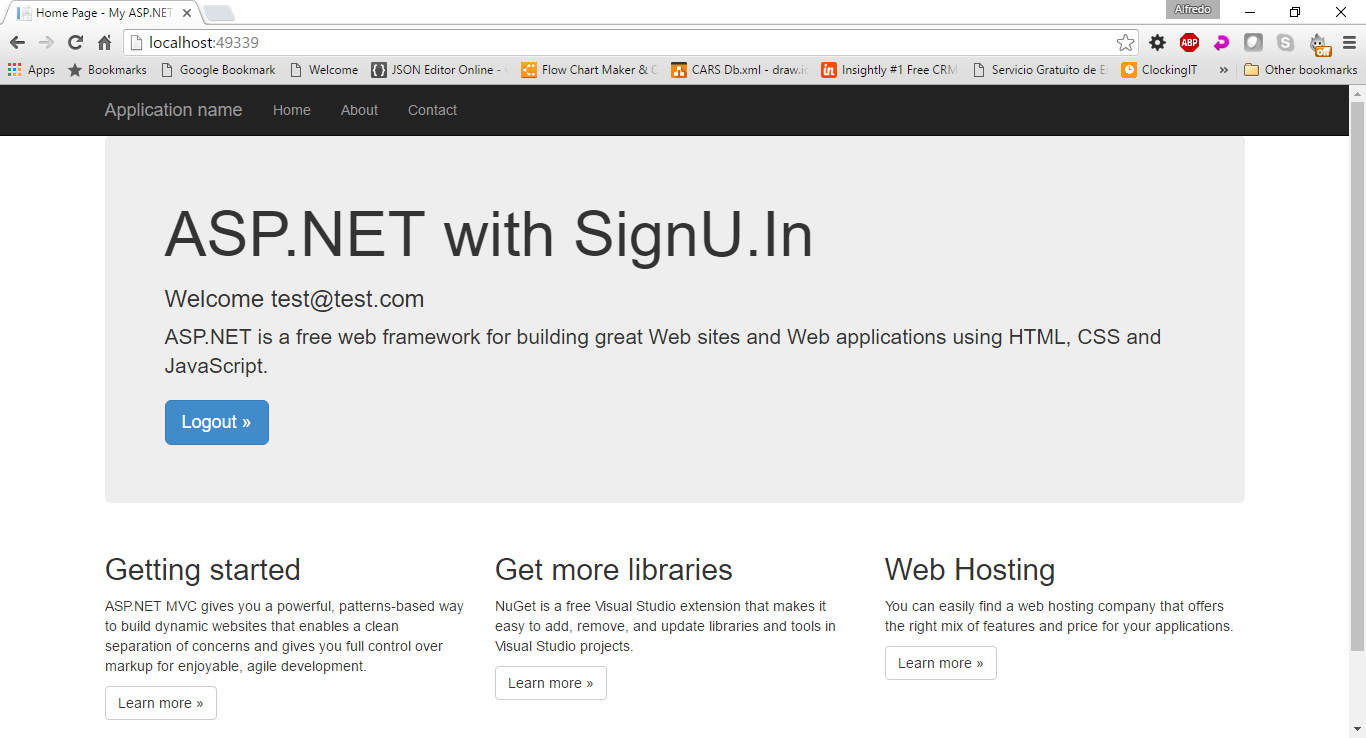 Home Page - My ASP.NET
Alfredo
localhost:49339
ABP
off
Apps Bookmarks Google Bookmark Welcome JSON Editor Online - Flow Chart Maker & CARS Db.xml - draw.io Insightly #1 Free CRM Servicio Gratuito de ClockingIT » Other bookmarks
Application name Home About Contact
ASP.NET with SignU.In
Welcome test@test.com
ASP.NET is a free web framework for building great Web sites and Web applications using HTML, CSS and
JavaScript.
Logout »
Getting started
ASP.NET MVC gives you a powerful, patterns-based way
to build dynamic websites that enables a clean
separation of concerns and gives you full control over
markup for enjoyable, agile development.
Learn more »
Get more libraries
NuGet is a free Visual Studio extension that makes it
easy to add, remove, and update libraries and tools in
Visual Studio projects.
Learn more »
Web Hosting
You can easily find a web hosting company that offers
the right mix of features and price for your applications.
Learn more »